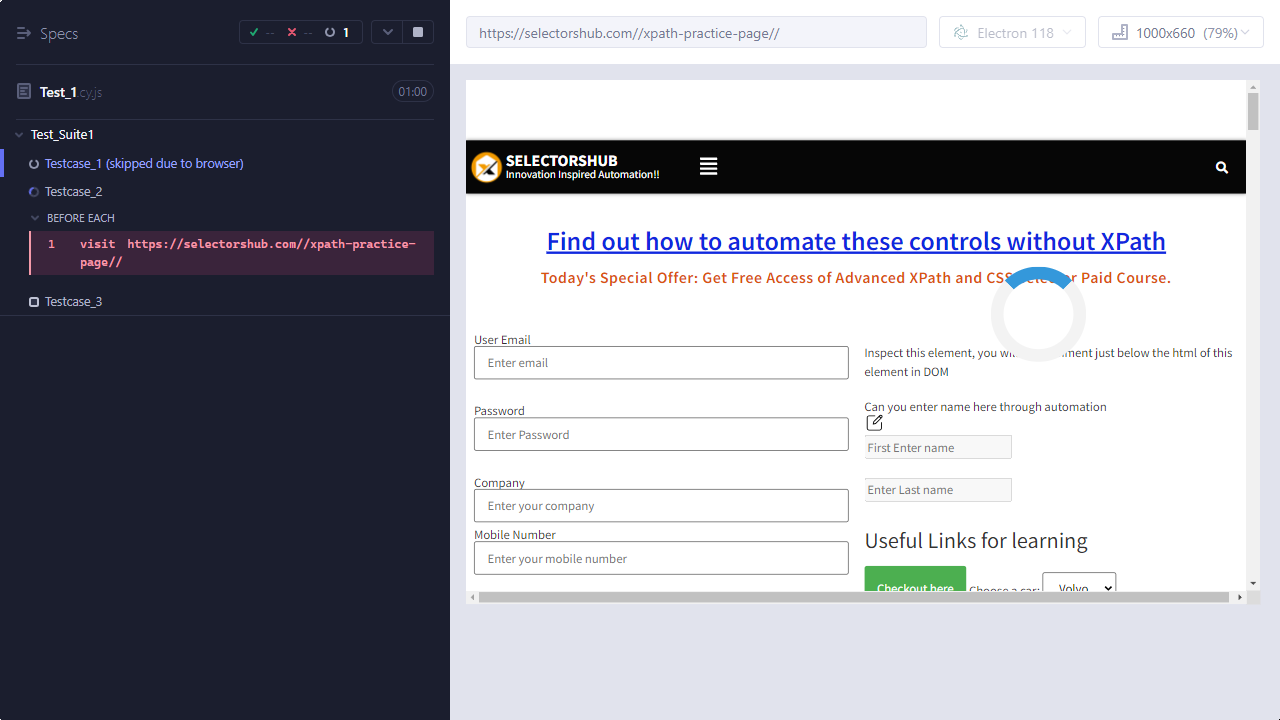 Specs
--
--
1
Test_1 cy.js
01:00
Test_Suite1
Testcase_1 (skipped due to browser)
Testcase_2
BEFORE EACH
1 visit https://selectorshub.com//xpath-practice-
page//
Testcase_3
https://selectorshub.com//xpath-practice-page//
Electron 118
1000x660 (79%)
SELECTORSHUB
Innovation Inspired Automation!!
Find out how to automate these controls without XPath
Today's Special Offer: Get Free Access of Advanced XPath and CSS Selector Paid Course.
User Email
Enter email
Password
Enter Password
Company
Enter your company
Mobile Number
Enter your mobile number
Inspect this element, you just below the html of this
element in DOM
Can you enter name here through automation
First Enter name
Enter Last name
Useful Links for learning
Checkout here
Choose a car:
Volvo